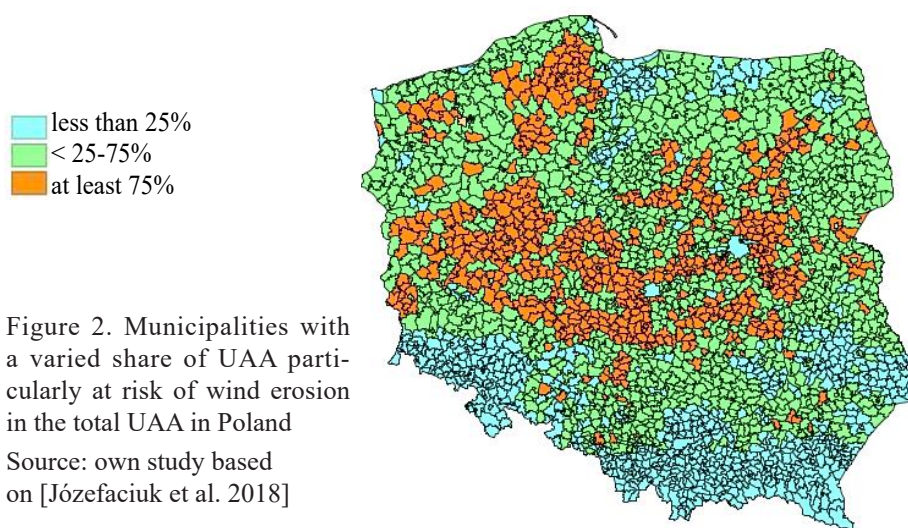 less than 25%
< 25-75%
at least 75%
Figure 2. Municipalities with
a varied share of UAA parti-
cularly at risk of wind erosion
in the total UAA in Poland
Source: own study based
on [Józefaciuk et al. 2018]